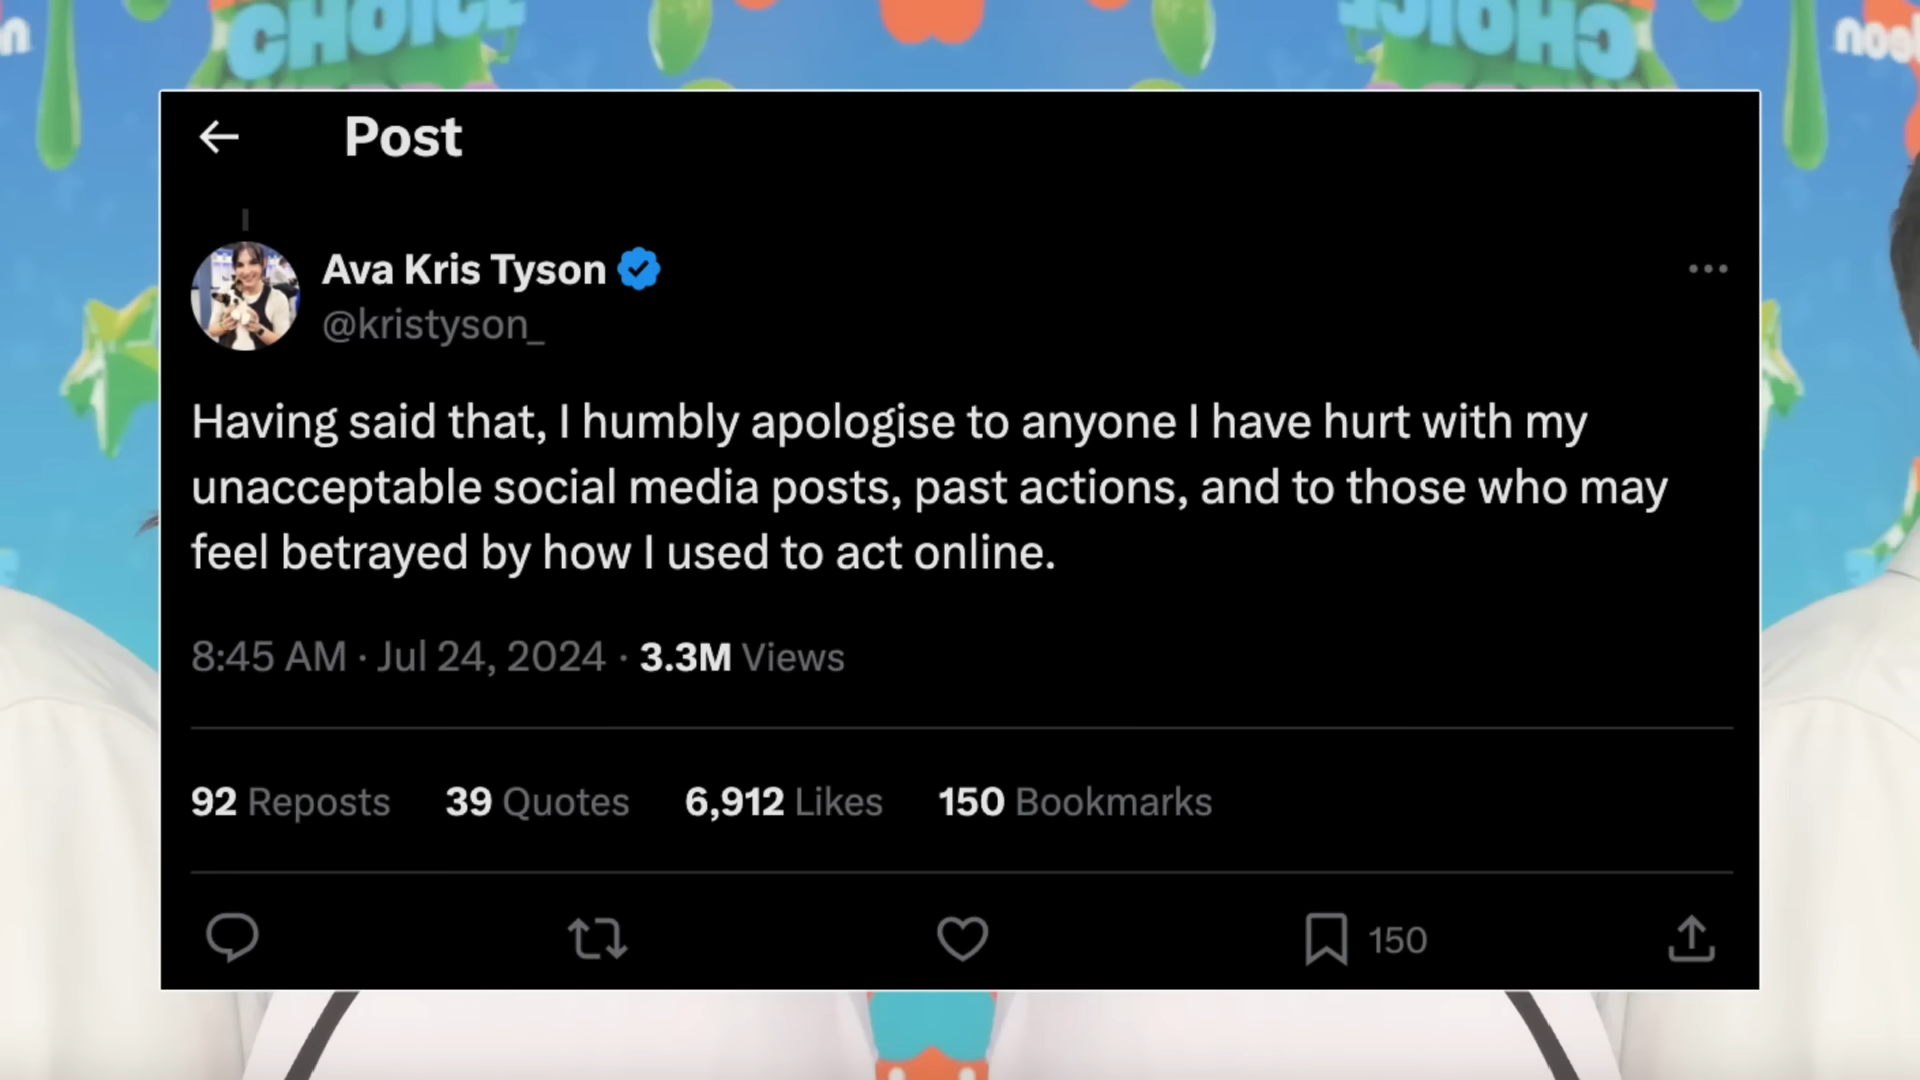 CHOICE
Post
Ava Kris Tyson
@kristyson_
Having said that, I humbly apologise to anyone I have hurt with my
unacceptable social media posts, past actions, and to those who may
feel betrayed by how I used to act online.
8:45 AM · Jul 24, 2024 · 3.3M Views
92 Reposts 39 Quotes 6,912 Likes 150 Bookmarks
150